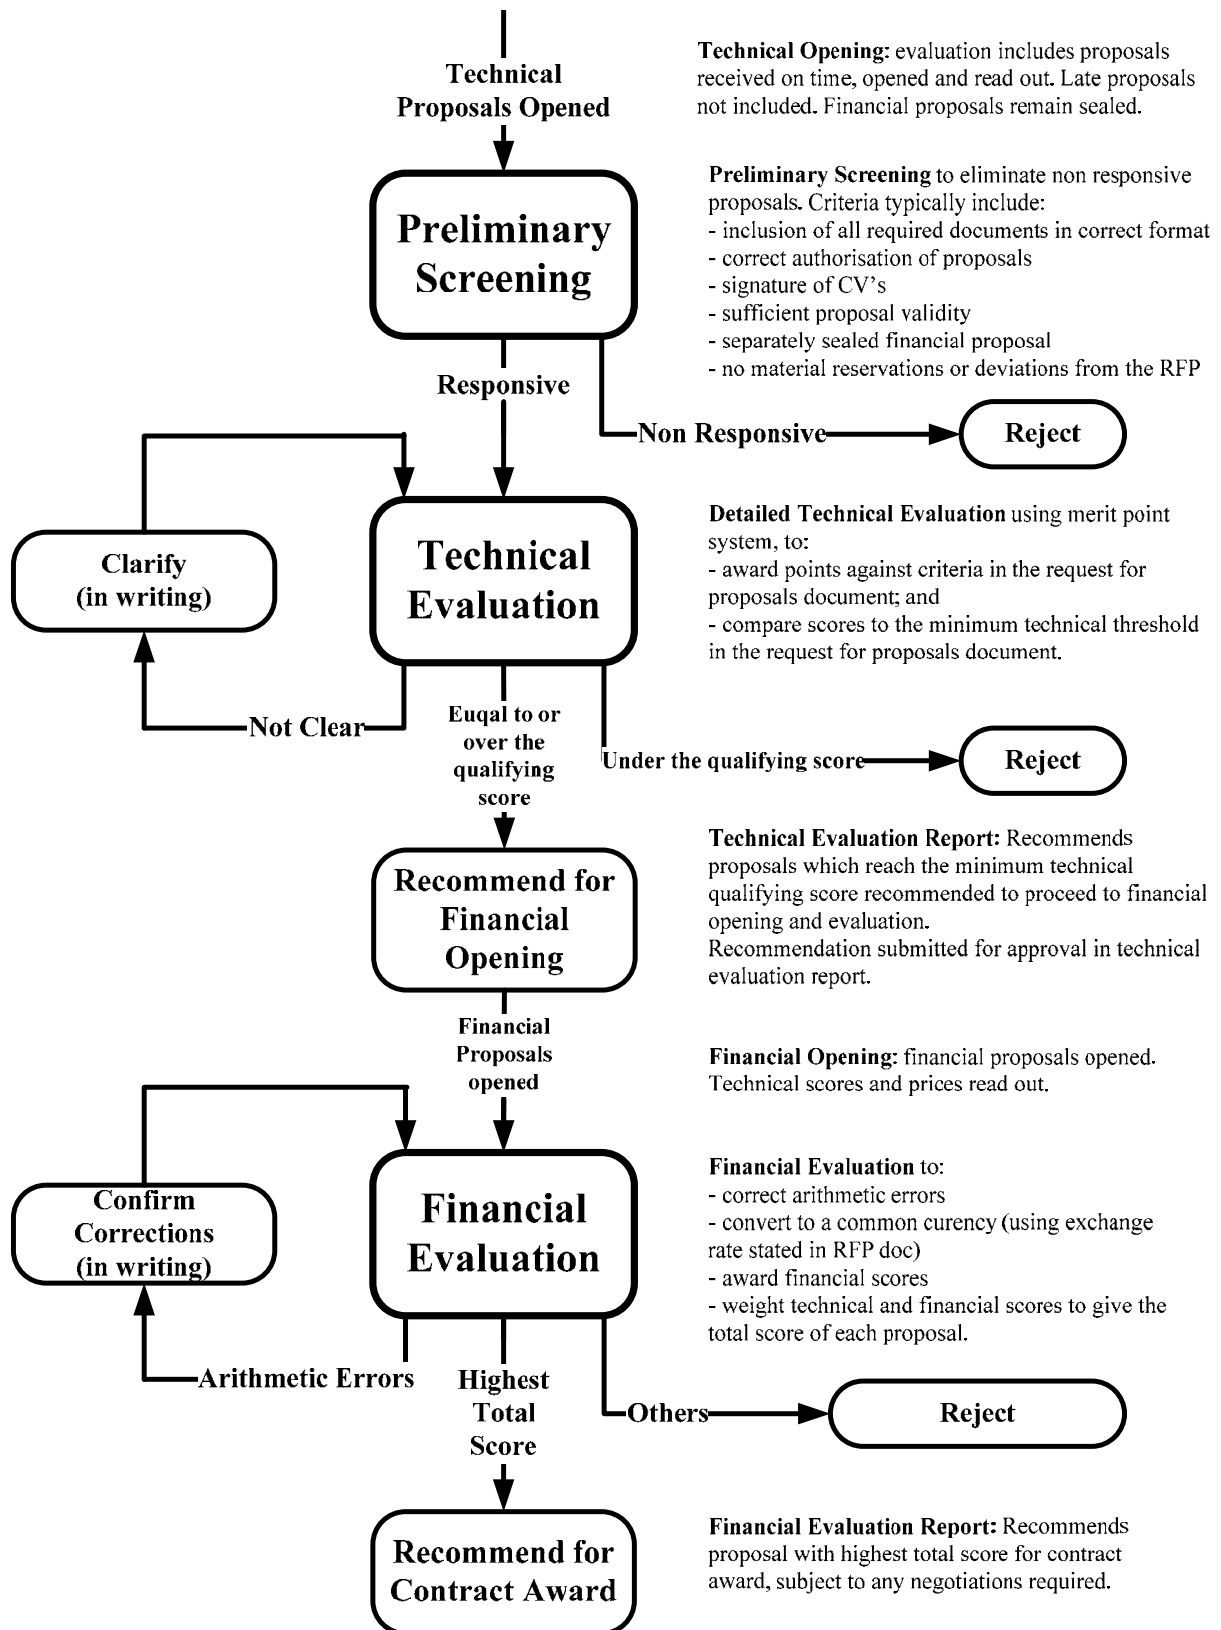 Technical
Proposals Opened
Technical Opening: evaluation includes proposals
received on time, opened and read out. Late proposals
not included. Financial proposals remain sealed.
Preliminary
Screening
Preliminary Screening to eliminate non responsive
proposals. Criteria typically include:
- inclusion of all required documents in correct format
- correct authorisation of proposals
- signature of CV's
- sufficient proposal validity
- separately sealed financial proposal
- no material reservations or deviations from the RFP
Responsive
Non Responsive
Reject
Clarify
(in writing)
Technical
Evaluation
Detailed Technical Evaluation using merit point
system, to:
- award points against criteria in the request for
proposals document; and
- compare scores to the minimum technical threshold
in the request for proposals document.
Not Clear
Euqal to or
over the
qualifying
score
Under the qualifying score
Reject
Recommend for
Financial
Opening
Technical Evaluation Report: Recommends
proposals which reach the minimum technical
qualifying score recommended to proceed to financial
opening and evaluation.
Recommendation submitted for approval in technical
evaluation report.
Financial
Proposals
opened
Financial Opening: financial proposals opened.
Technical scores and prices read out.
Confirm
Corrections
(in writing)
Financial
Evaluation
Financial Evaluation to:
- correct arithmetic errors
- convert to a common curency (using exchange
rate stated in RFP doc)
- award financial scores
- weight technical and financial scores to give the
total score of each proposal.
Arithmetic Errors
Highest
Total
Score
Others
Reject
Recommend for
Contract Award
Financial Evaluation Report: Recommends
proposal with highest total score for contract
award, subject to any negotiations required.